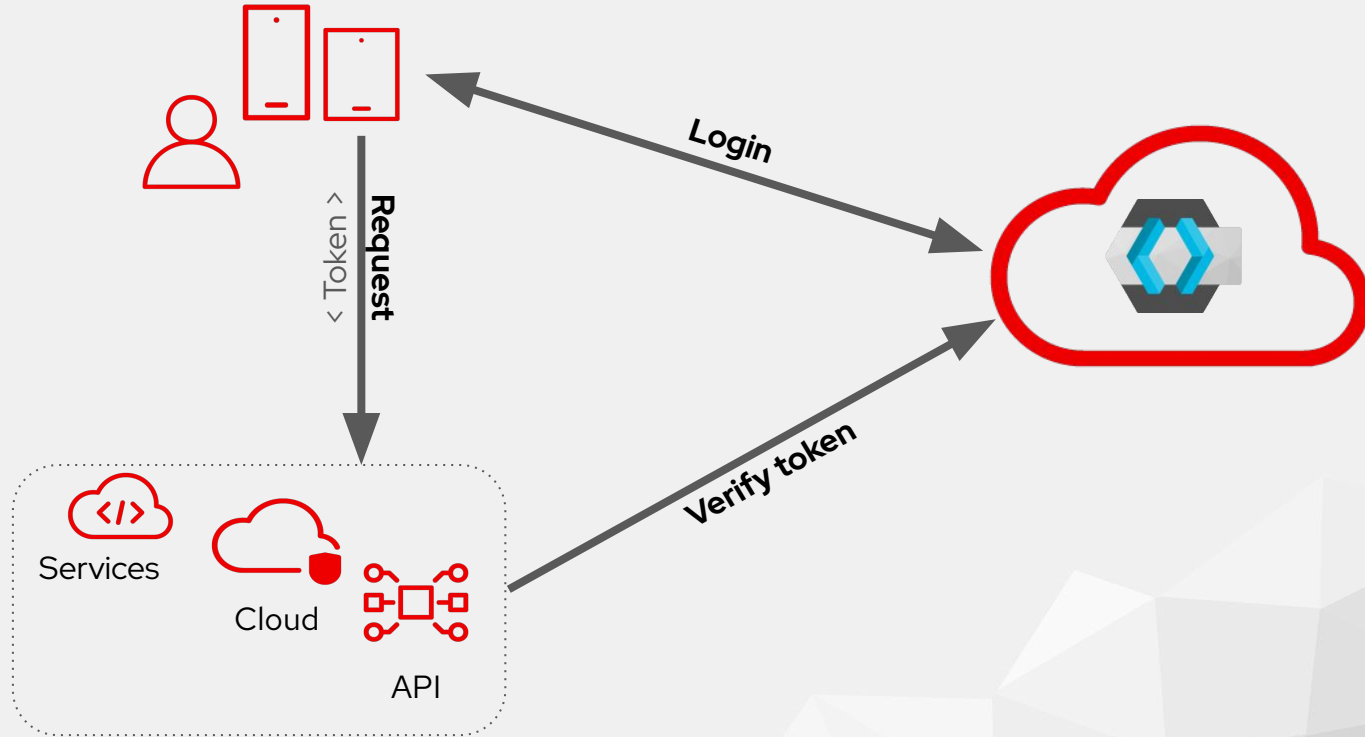 Login
Request
< Token >
Verify token
Services
Cloud
API